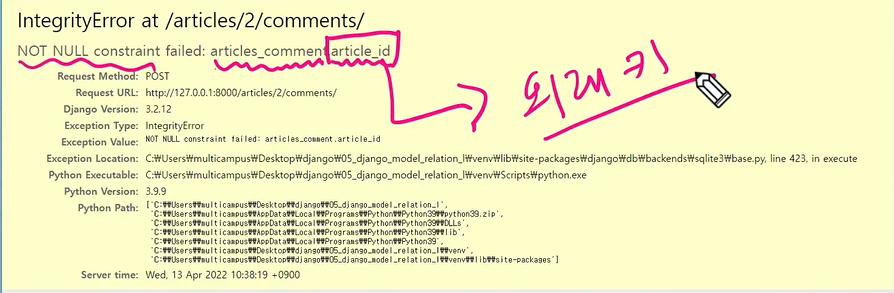 IntegrityError at /articles/2/comments/
NOT NULL constraint failed: articles_comment.article_id
외래 키
Request Method: POST
Request URL: http://127.0.0.1:8000/articles/2/comments/
Django Version: 3.2.12
Exception Type: IntegrityError
Exception Value: NOT NULL constraint failed: articles_comment.article_id
Exception Location: C:₩Users₩multicampus₩Desktop₩django₩05_django_model_relation_I₩venv₩lib₩site-packages₩django₩db₩backends₩sqlite3₩base.py, line 423, in execute
Python Executable: C:₩Users₩multicampus₩Desktop₩django₩05_django_model_relation_I₩venv₩Scripts₩python.exe
Python Version: 3.9.9
Python Path: ['C:₩₩Users₩₩multicampus₩₩Desktop₩₩django₩₩05_django_model_relation_I',
'C:₩₩Users₩₩multicampus₩₩AppData₩₩Local₩₩Programs₩₩Python₩₩Python39₩₩python39.zip',
'C:₩₩Users₩₩multicampus₩₩AppData₩₩Local₩₩Programs₩₩Python₩₩Python39₩₩DLLs',
'C:₩₩Users₩₩multicampus₩₩AppData₩₩Local₩₩Programs₩₩Python₩₩Python39₩₩lib',
'C:₩₩Users₩₩multicampus₩₩AppData₩₩Local₩₩Programs₩₩Python₩₩Python39',
'C:₩₩Users₩₩multicampus₩₩Desktop₩₩django₩₩05_django_model_relation_I₩₩venv',
'C:₩₩Users₩₩multicampus₩₩Desktop₩₩django₩₩05_django_model_relation_I₩₩venv₩₩lib₩₩site-packages']
Server time: Wed, 13 Apr 2022 10:38:19 +0900